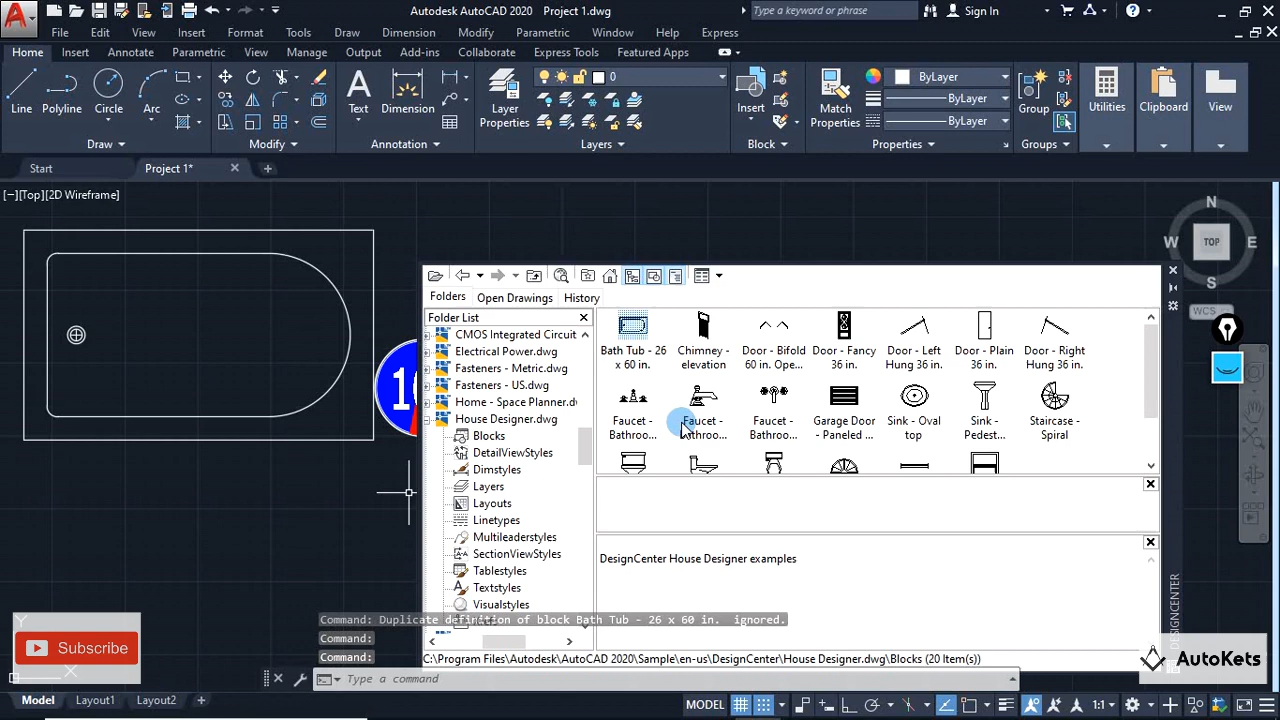 Autodesk AutoCAD 2020 Project 1.dwg
Type a keyword or phrase
Sign In
File Edit View Insert Format Tools Draw Dimension Modify Parametric Window Help Express
Home Insert Annotate Parametric View Manage Output Add-ins Collaborate Express Tools Featured Apps
Line Polyline Circle Arc
Text Dimension
Layer Properties
0
Insert
Match Properties
ByLayer
ByLayer
ByLayer
Group
Utilities Clipboard View
Draw Modify Annotation Layers Block Properties Groups
Start Project 1*
[−][Top][2D Wireframe]
N
W TOP E
S
WCS
Folders Open Drawings History
Folder List
CMOS Integrated Circuit
Electrical Power.dwg
Fasteners - Metric.dwg
Fasteners - US.dwg
Home - Space Planner.dv
House Designer.dwg
Blocks
DetailViewStyles
Dimstyles
Layers
Layouts
Linetypes
Multileaderstyles
SectionViewStyles
Tablestyles
Textstyles
Visualstyles
Bath Tub - 26 x 60 in.
Chimney - elevation
Door - Bifold 60 in. Ope...
Door - Fancy 36 in.
Door - Left Hung 36 in.
Door - Plain 36 in.
Door - Right Hung 36 in.
Faucet - Bathroo...
Faucet - Bathroo...
Faucet - Bathroo...
Garage Door - Paneled ...
Sink - Oval top
Sink - Pedest...
Staircase - Spiral
DesignCenter House Designer examples
DESIGNCENTER
10
Command: Duplicate definition of block Bath Tub - 26 x 60 in. ignored.
Command:
Command:
C:\Program Files\Autodesk\AutoCAD 2020\Sample\en-us\DesignCenter\House Designer.dwg\Blocks (20 Item(s))
Type a command
Y
Subscribe
X
AutoKets
Model Layout1 Layout2
MODEL
1:1